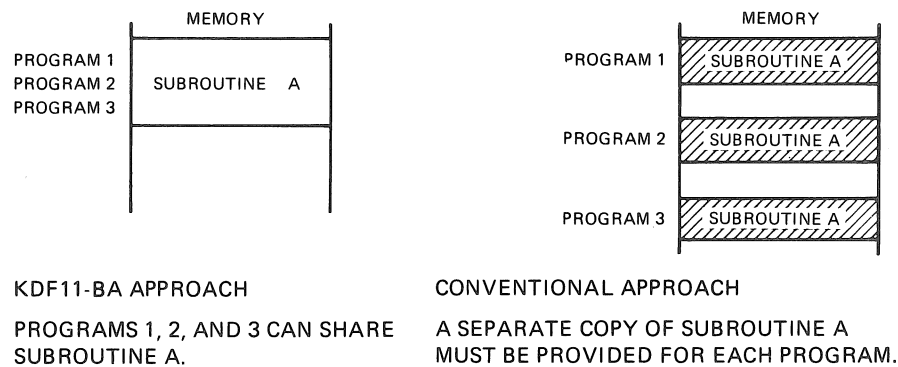 MEMORY
PROGRAM 1
PROGRAM 2
PROGRAM 3
SUBROUTINE A
KDF11-BA APPROACH
PROGRAMS 1, 2, AND 3 CAN SHARE
SUBROUTINE A.
MEMORY
PROGRAM 1
SUBROUTINE A
PROGRAM 2
SUBROUTINE A
PROGRAM 3
SUBROUTINE A
CONVENTIONAL APPROACH
A SEPARATE COPY OF SUBROUTINE A
MUST BE PROVIDED FOR EACH PROGRAM.